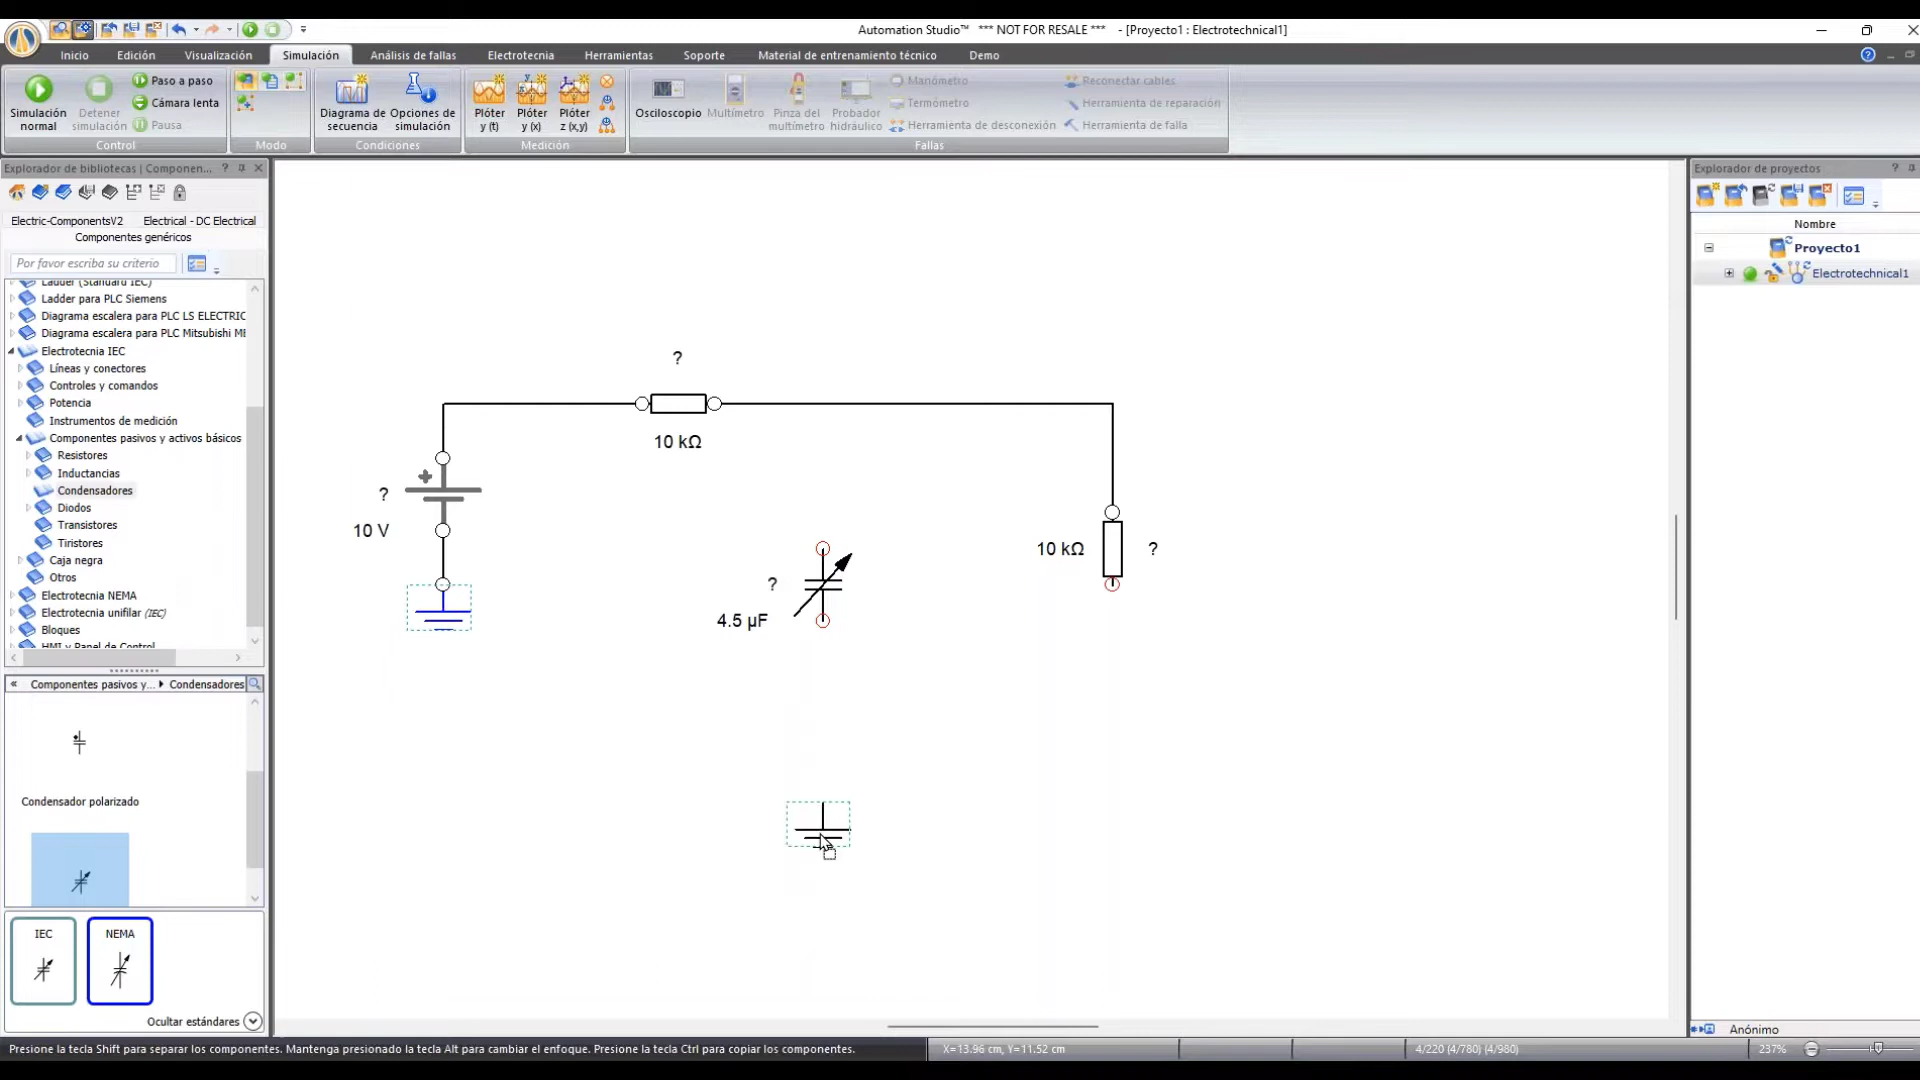 Automation Studio™ *** NOT FOR RESALE *** - [Proyecto1 : Electrotechnical1]
Inicio Edición Visualización Simulación Análisis de fallas Electrotecnia Herramientas Soporte Material de entrenamiento técnico Demo
Simulación normal
Detener simulación
Paso a paso
Cámara lenta
Pausa
Control
Modo
Diagrama de secuencia
Opciones de simulación
Condiciones
Plóter y (t)
Plóter y (x)
Plóter z (x,y)
Medición
Osciloscopio
Multímetro
Pinza del multímetro
Probador hidráulico
Manómetro
Termómetro
Herramienta de desconexión
Reconectar cables
Herramienta de reparación
Herramienta de falla
Fallas
Explorador de bibliotecas | Componen... ?
Electric-ComponentsV2 Electrical - DC Electrical
Componentes genéricos
Por favor escriba su criterio
Ladder (Standard IEC)
Ladder para PLC Siemens
Diagrama escalera para PLC LS ELECTRIC
Diagrama escalera para PLC Mitsubishi ME
Electrotecnia IEC
Líneas y conectores
Controles y comandos
Potencia
Instrumentos de medición
Componentes pasivos y activos básicos
Resistores
Inductancias
Condensadores
Diodos
Transistores
Tiristores
Caja negra
Otros
Electrotecnia NEMA
Electrotecnia unifilar (IEC)
Bloques
HMI y Panel de Control
« Componentes pasivos y... Condensadores
Condensador polarizado
IEC NEMA
Ocultar estándares
?
10 kΩ
?
10 V
?
4.5 µF
10 kΩ ?
Explorador de proyectos ?
Nombre
Proyecto1
Electrotechnical1
Anónimo
Presione la tecla Shift para separar los componentes. Mantenga presionado la tecla Alt para cambiar el enfoque. Presione la tecla Ctrl para copiar los componentes.
X=13.96 cm, Y=11.52 cm
4/220 (4/780) (4/980)
237%